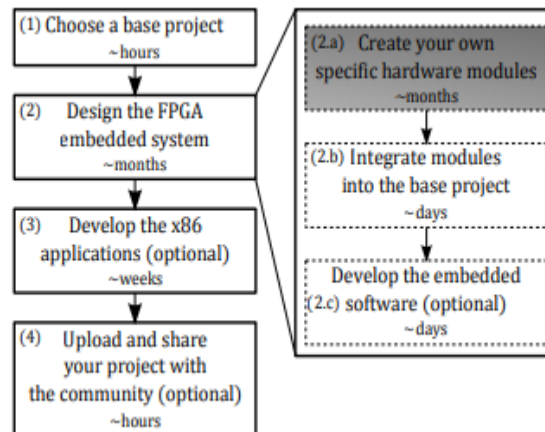 (1) Choose a base project
~hours
(2) Design the FPGA
embedded system
~months
(3) Develop the x86
applications (optional)
~weeks
(4) Upload and share
your project with
the community (optional)
~hours
(2.a) Create your own
specific hardware modules
~months
(2.b) Integrate modules
into the base project
~days
Develop the embedded
(2.c) software (optional)
~days